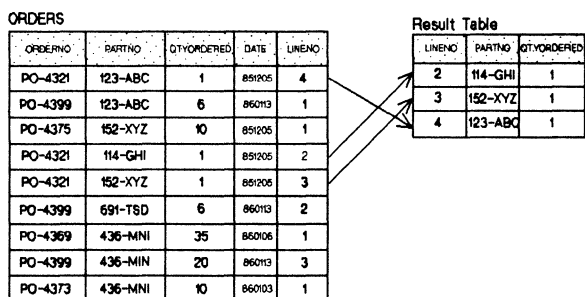 ORDERS
ORDERNO PARTNO QTYORDERED DATE LINENO
PO-4321 123-ABC 1 851205 4
PO-4399 123-ABC 6 860113 1
PO-4375 152-XYZ 10 851205 1
PO-4321 114-GHI 1 851205 2
PO-4321 152-XYZ 1 851205 3
PO-4399 691-TSD 6 860113 2
PO-4369 436-MNI 35 860106 1
PO-4399 436-MIN 20 860113 3
PO-4373 436-MNI 10 860103 1
Result Table
LINENO PARTNO QTYORDERED
2 114-GHI 1
3 152-XYZ 1
4 123-ABC 1